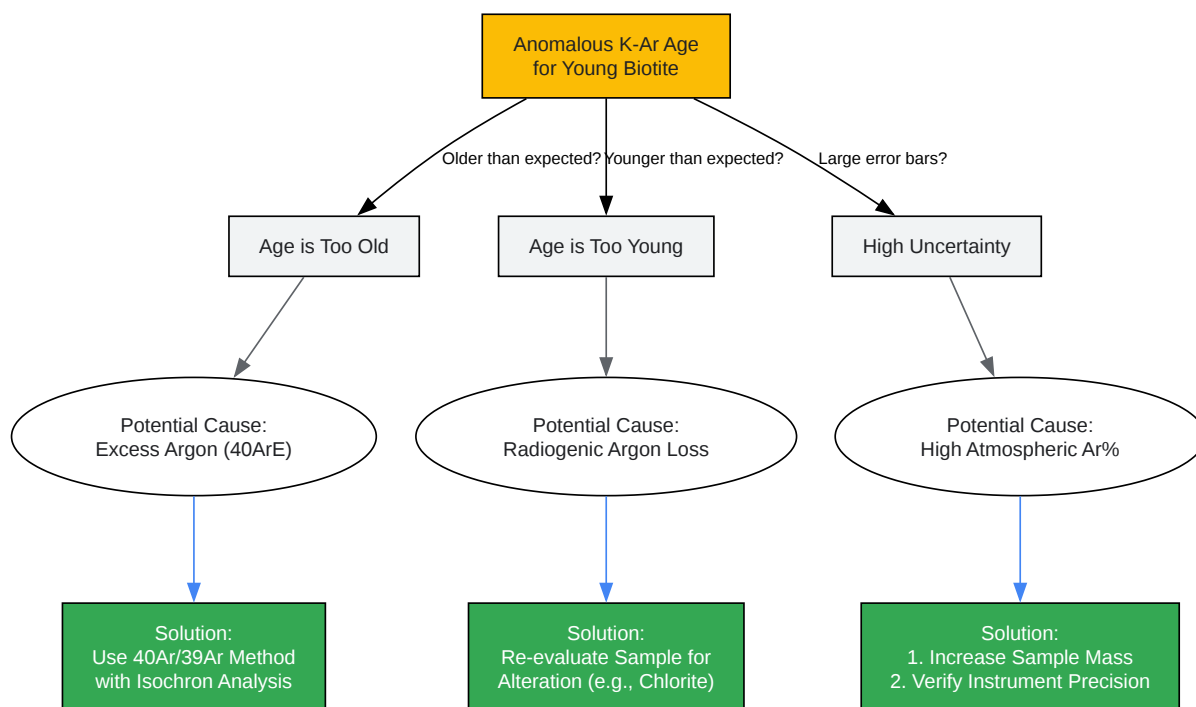 Anomalous K-Ar Age
for Young Biotite
Older than expected?
Younger than expected?
Large error bars?
Age is Too Old
Age is Too Young
High Uncertainty
Potential Cause:
Excess Argon (40ArE)
Potential Cause:
Radiogenic Argon Loss
Potential Cause:
High Atmospheric Ar%
Solution:
Use 40Ar/39Ar Method
with Isochron Analysis
Solution:
Re-evaluate Sample for
Alteration (e.g., Chlorite)
Solution:
1. Increase Sample Mass
2. Verify Instrument Precision